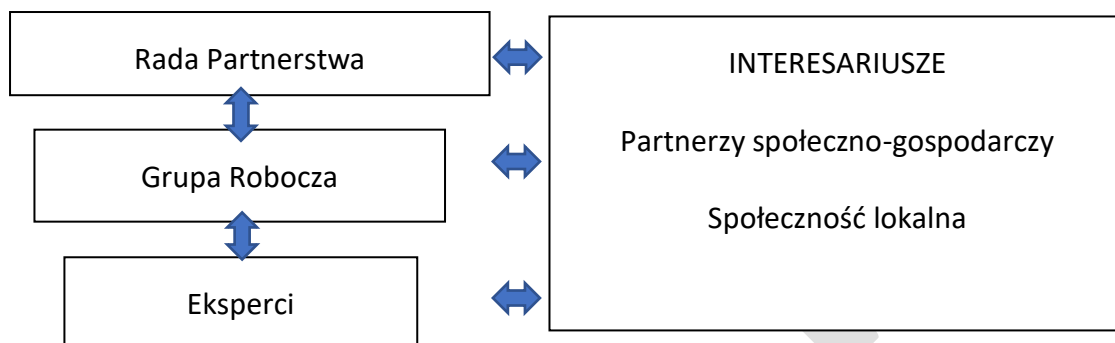 Rada Partnerstwa
Grupa Robocza
Eksperci
INTERESARIUSZE
Partnerzy społeczno-gospodarczy
Społeczność lokalna